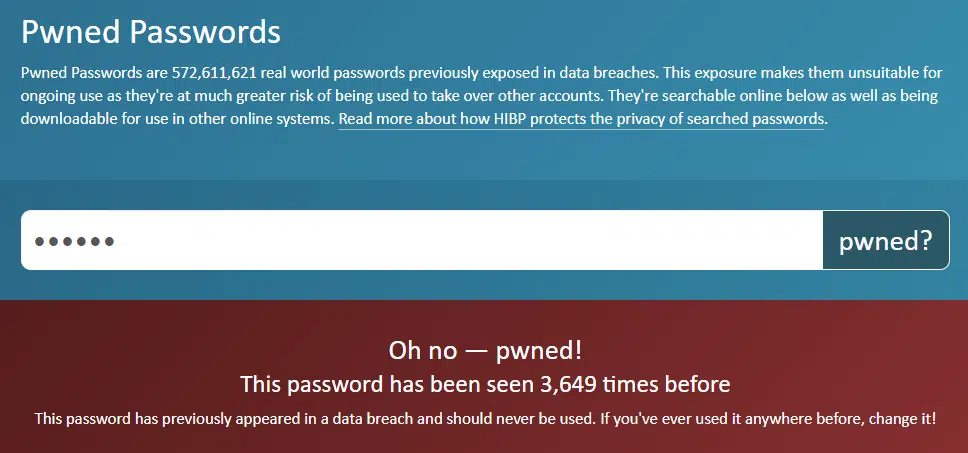 Pwned Passwords
Pwned Passwords are 572,611,621 real world passwords previously exposed in data breaches. This exposure makes them unsuitable for
ongoing use as they're at much greater risk of being used to take over other accounts. They're searchable online below as well as being
downloadable for use in other online systems. Read more about how HIBP protects the privacy of searched passwords.
••••••
pwned?
Oh no — pwned!
This password has been seen 3,649 times before
This password has previously appeared in a data breach and should never be used. If you've ever used it anywhere before, change it!